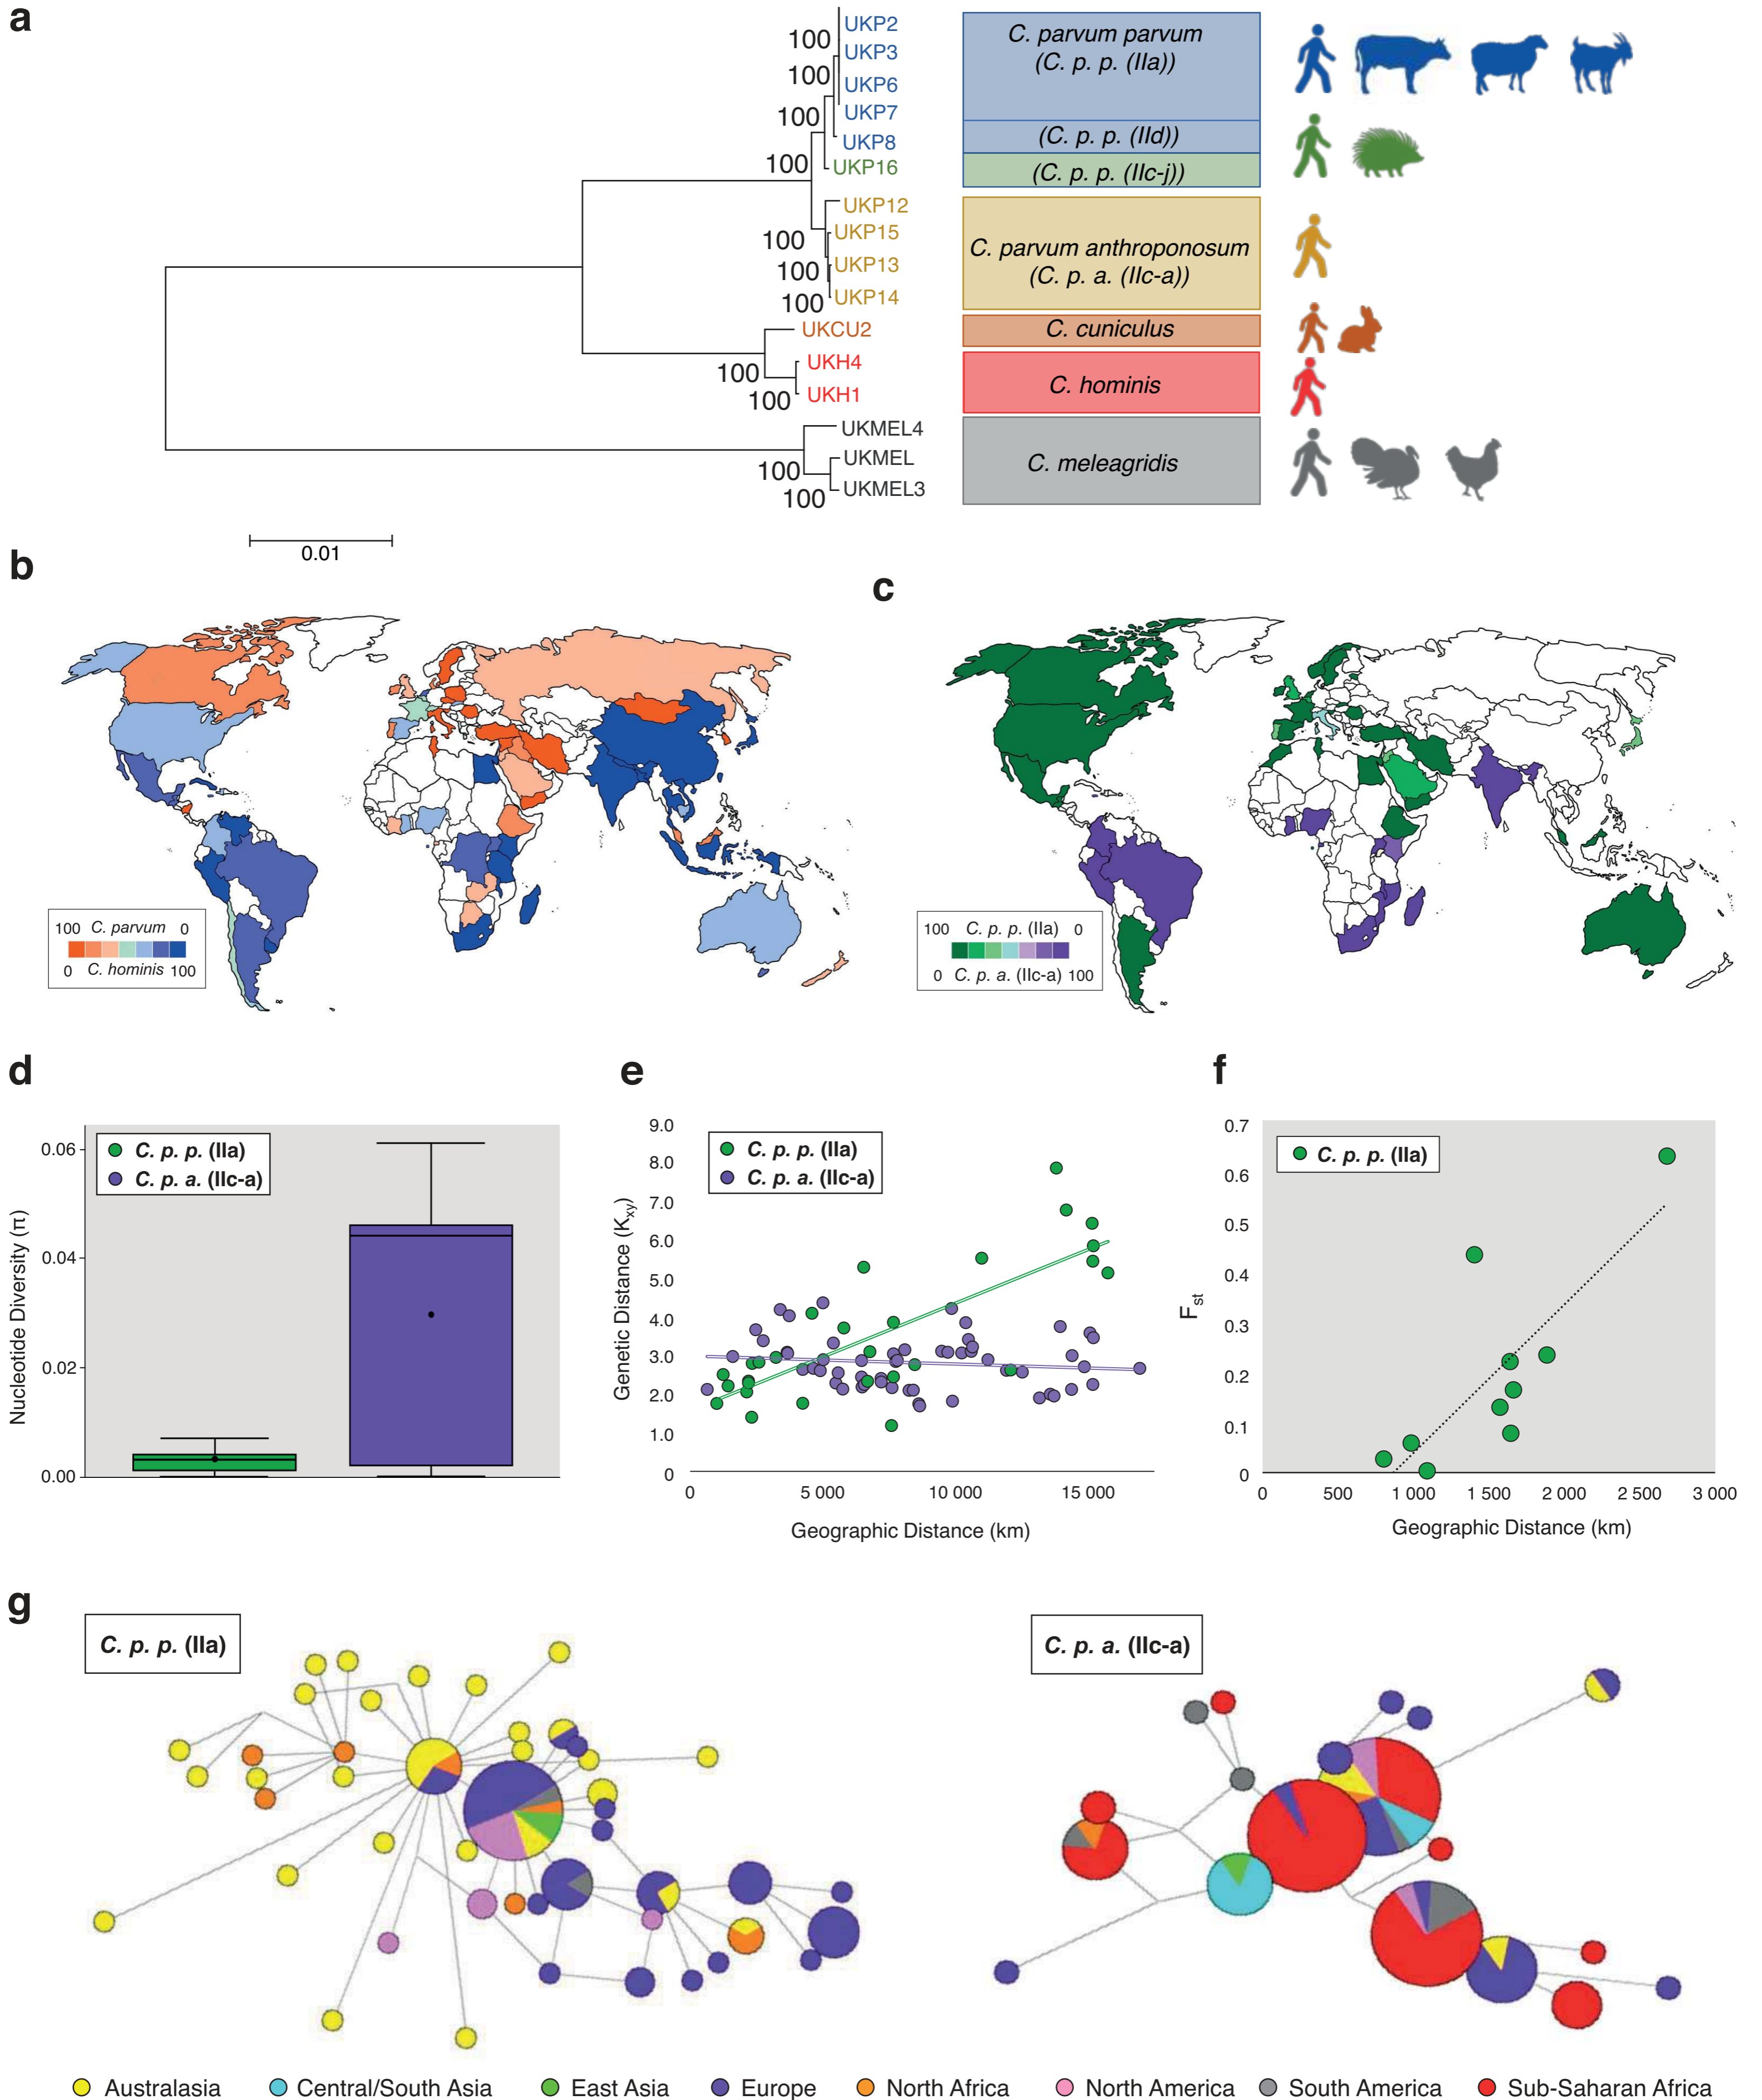 a
UKP2
100
UKP3
100
UKP6
UKP7
100
UKP8
100
UKP16
UKP12
UKP15
100
UKP13
100
UKP14
100
UKCU2
UKH4
100
UKH1
100
UKMEL4
UKMEL
100
UKMEL3
100
0.01
C. parvum parvum
(C. p. p. (IIa))
(C. p. p. (IId))
(C. p. p. (IIc-j))
C. parvum anthroponosum
(C. p. a. (IIc-a))
C. cuniculus
C. hominis
C. meleagridis
b
100 C. parvum 0
0 C. hominis 100
c
100 C. p. p. (IIa) 0
0 C. p. a. (IIc-a) 100
d
C. p. p. (IIa)
C. p. a. (IIc-a)
Nucleotide Diversity (π)
0.06
0.04
0.02
0.00
e
C. p. p. (IIa)
C. p. a. (IIc-a)
Genetic Distance (Kxy)
9.0
8.0
7.0
6.0
5.0
4.0
3.0
2.0
1.0
0
0 5 000 10 000 15 000
Geographic Distance (km)
f
C. p. p. (IIa)
Fst
0.7
0.6
0.5
0.4
0.3
0.2
0.1
0
0 500 1 000 1 500 2 000 2 500 3 000
Geographic Distance (km)
g
C. p. p. (IIa)
C. p. a. (IIc-a)
Australasia Central/South Asia East Asia Europe North Africa North America South America Sub-Saharan Africa